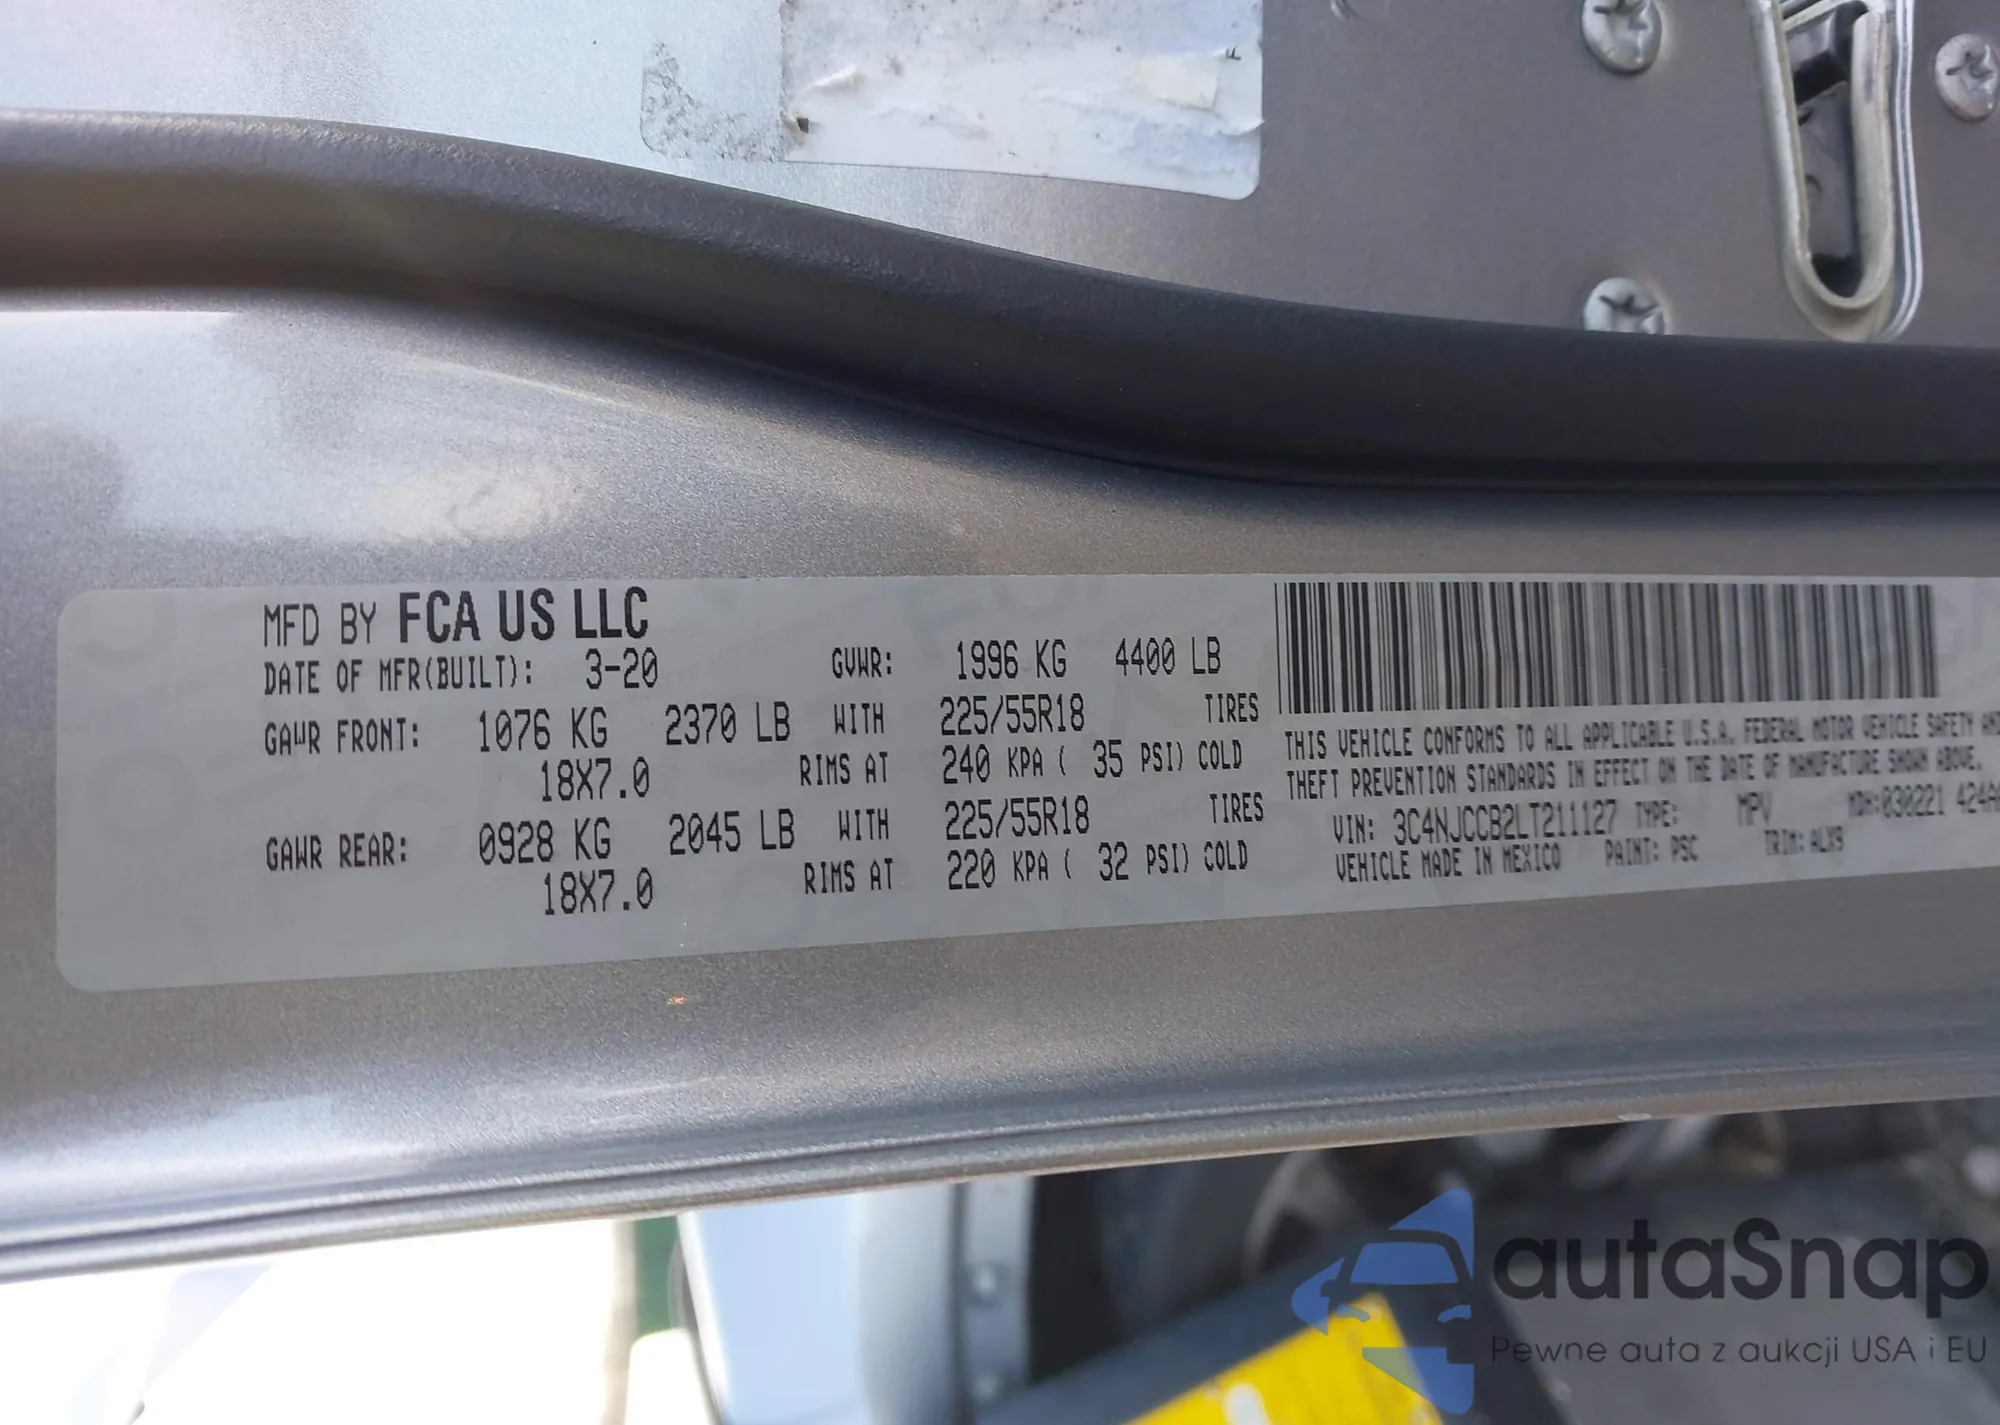 MFD BY FCA US LLC
DATE OF MFR(BUILT): 3-20 GVWR: 1996 KG 4400 LB
GAWR FRONT: 1076 KG 2370 LB WITH 225/55R18 TIRES
18X7.0 RIMS AT 240 KPA ( 35 PSI) COLD
GAWR REAR: 0928 KG 2045 LB WITH 225/55R18 TIRES
18X7.0 RIMS AT 220 KPA ( 32 PSI) COLD
THIS VEHICLE CONFORMS TO ALL APPLICABLE U.S.A. FEDERAL MOTOR VEHICLE SAFETY AND
THEFT PREVENTION STANDARDS IN EFFECT ON THE DATE OF MANUFACTURE SHOWN ABOVE.
VIN: 3C4NJCCB2LT211127 TYPE: MPV MDH:030221
VEHICLE MADE IN MEXICO PAINT: PSC TRIM: ALX9
autaSnap
Pewne auta z aukcji USA i EU